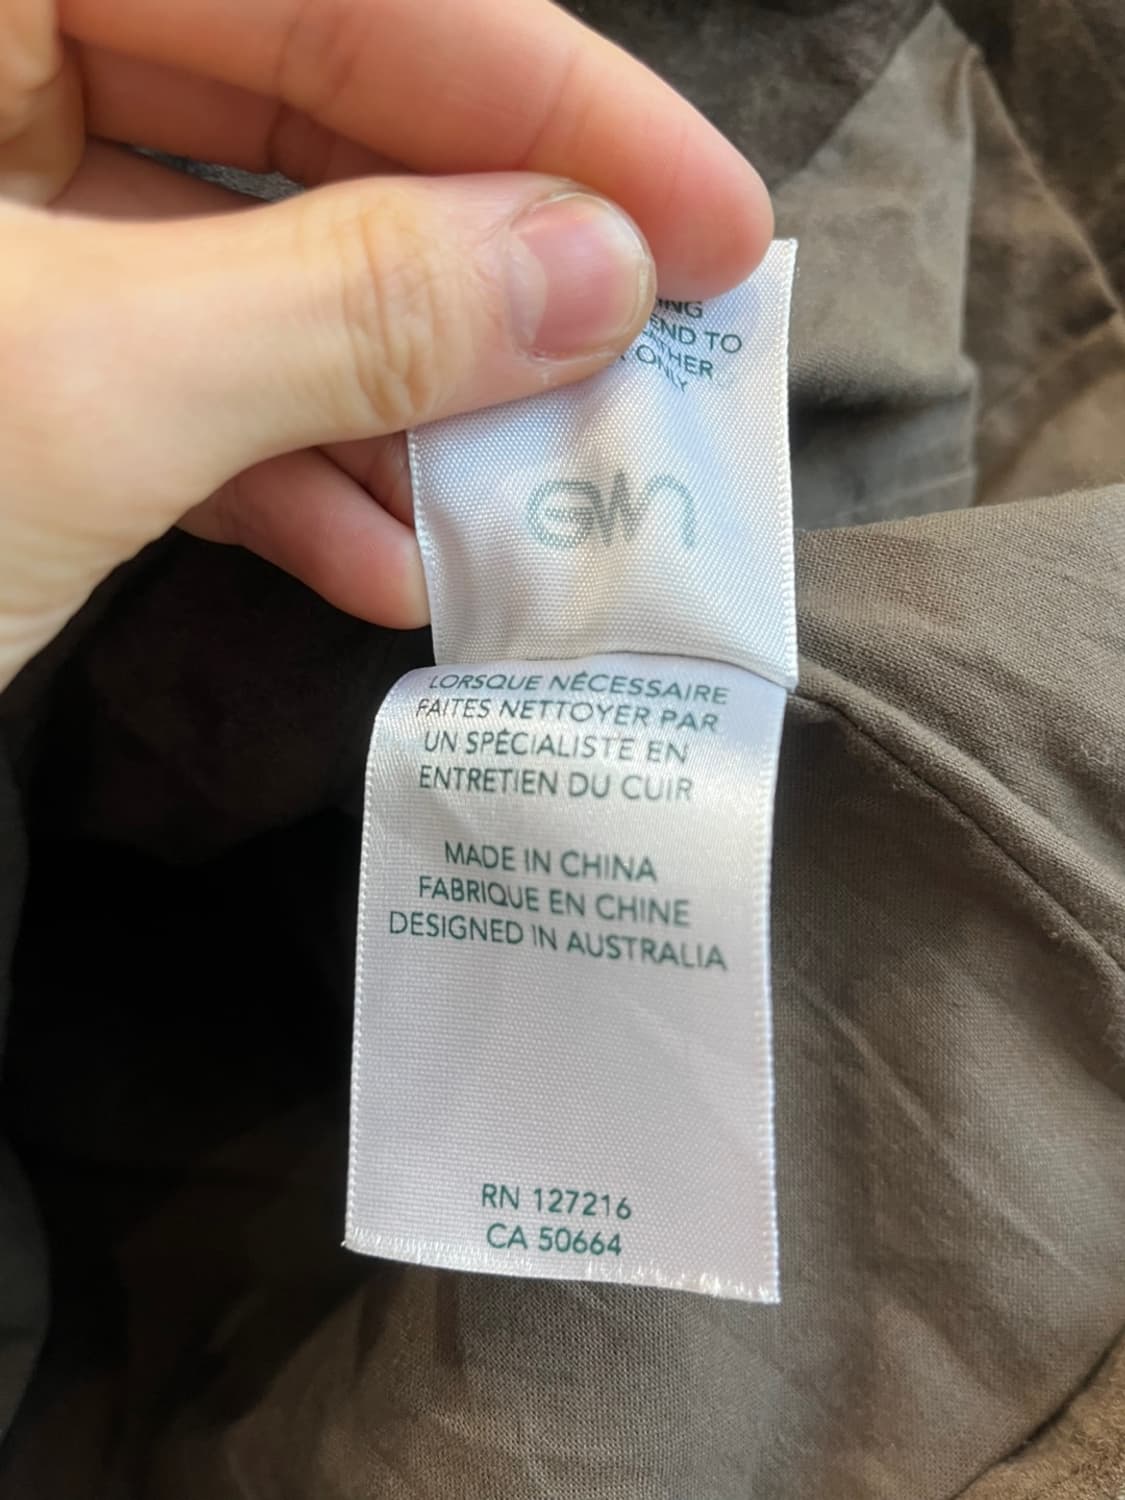 END TO
OTHER
ONLY
LORSQUE NÉCESSAIRE
FAITES NETTOYER PAR
UN SPÉCIALISTE EN
ENTRETIEN DU CUIR
MADE IN CHINA
FABRIQUE EN CHINE
DESIGNED IN AUSTRALIA
RN 127216
CA 50664